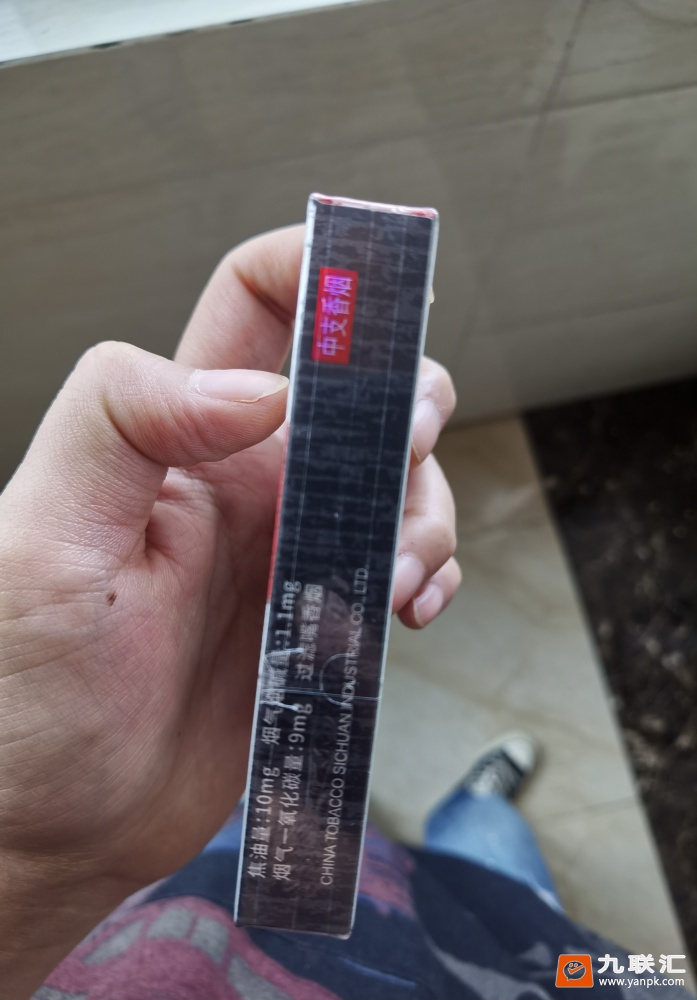 中支香烟
焦油量:10mg 烟气烟碱量:1.1mg
烟气一氧化碳量:9mg 过滤嘴香烟
CHINA TOBACCO SICHUAN INDUSTRIAL CO., LTD.
九联汇
www.yanpk.com